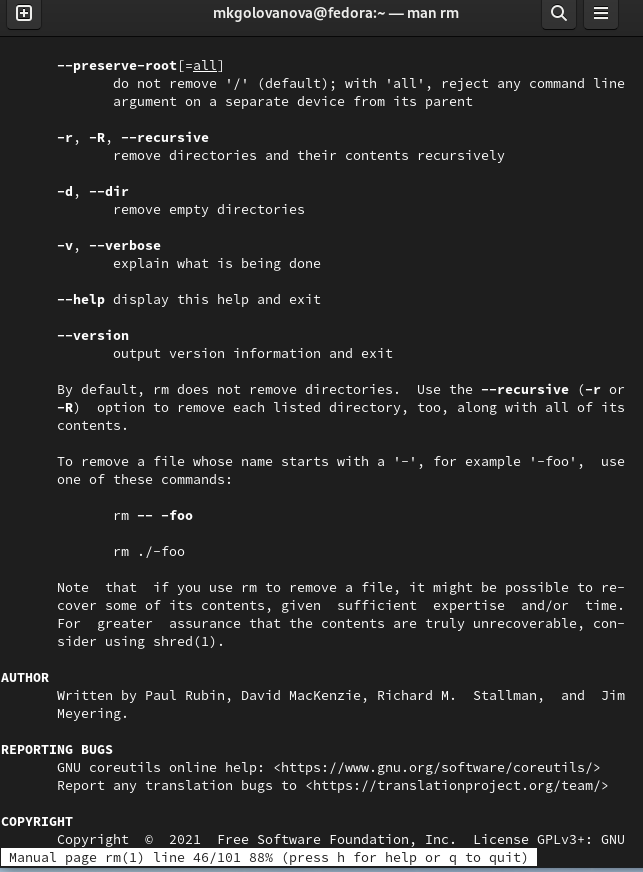 mkgolovanova@fedora:~ — man rm
--preserve-root[=all]
do not remove '/' (default); with 'all', reject any command line
argument on a separate device from its parent
-r, -R, --recursive
remove directories and their contents recursively
-d, --dir
remove empty directories
-v, --verbose
explain what is being done
--help display this help and exit
--version
output version information and exit
By default, rm does not remove directories.  Use the --recursive (-r or
-R)  option to remove each listed directory, too, along with all of its
contents.
To remove a file whose name starts with a '-', for example '-foo',  use
one of these commands:
rm -- -foo
rm ./-foo
Note  that  if you use rm to remove a file, it might be possible to re-
cover some of its contents, given  sufficient  expertise  and/or  time.
For  greater  assurance that the contents are truly unrecoverable, con-
sider using shred(1).
AUTHOR
Written by Paul Rubin, David MacKenzie, Richard M.  Stallman,  and  Jim
Meyering.
REPORTING BUGS
GNU coreutils online help: <https://www.gnu.org/software/coreutils/>
Report any translation bugs to <https://translationproject.org/team/>
COPYRIGHT
Copyright  ©  2021  Free Software Foundation, Inc.  License GPLv3+: GNU
Manual page rm(1) line 46/101 88% (press h for help or q to quit)